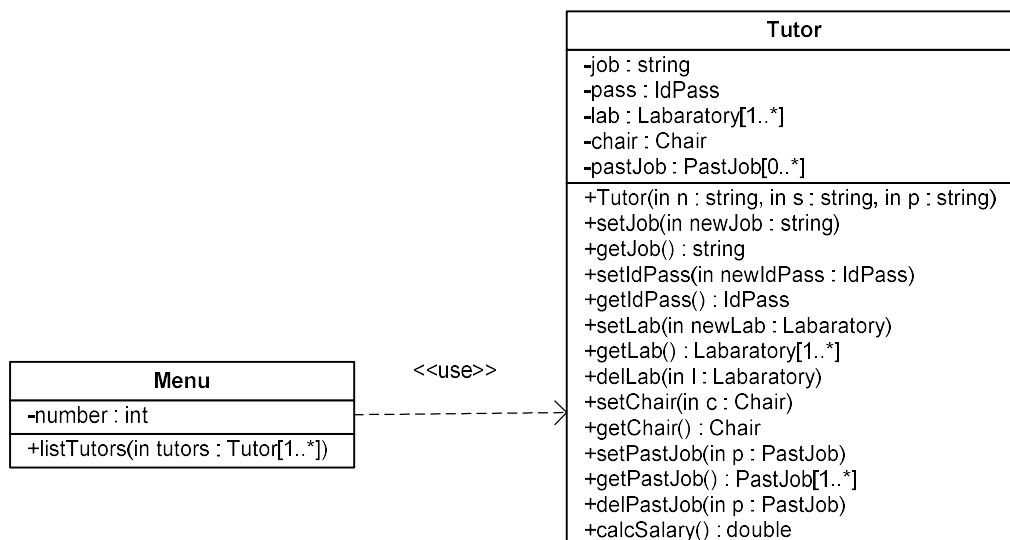 Tutor
-job : string
-pass : IdPass
-lab : Labaratory[1..*]
-chair : Chair
-pastJob : PastJob[0..*]
+Tutor(in n : string, in s : string, in p : string)
+setJob(in newJob : string)
+getJob() : string
+setIdPass(in newIdPass : IdPass)
+getIdPass() : IdPass
+setLab(in newLab : Labaratory)
+getLab() : Labaratory[1..*]
+delLab(in l : Labaratory)
+setChair(in c : Chair)
+getChair() : Chair
+setPastJob(in p : PastJob)
+getPastJob() : PastJob[1..*]
+delPastJob(in p : PastJob)
+calcSalary() : double
<<use>>
Menu
-number : int
+listTutors(in tutors : Tutor[1..*])